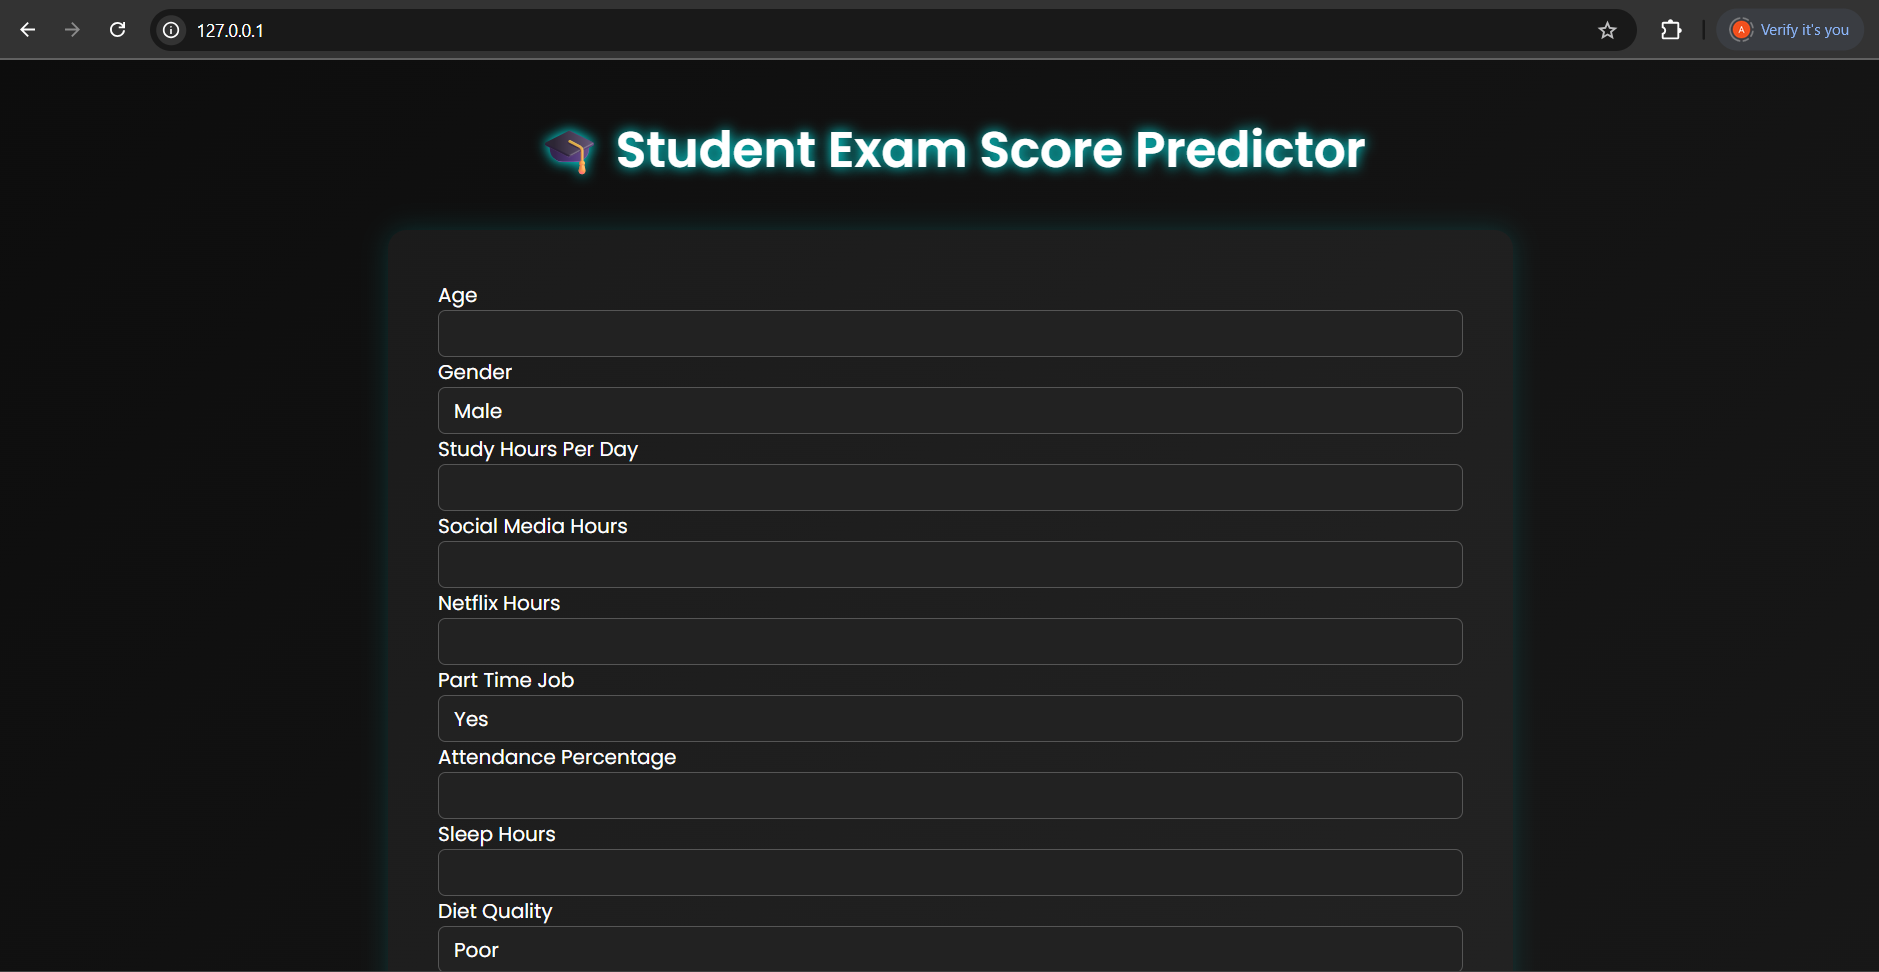 127.0.0.1
A Verify it's you
Student Exam Score Predictor
Age
Gender
Male
Study Hours Per Day
Social Media Hours
Netflix Hours
Part Time Job
Yes
Attendance Percentage
Sleep Hours
Diet Quality
Poor